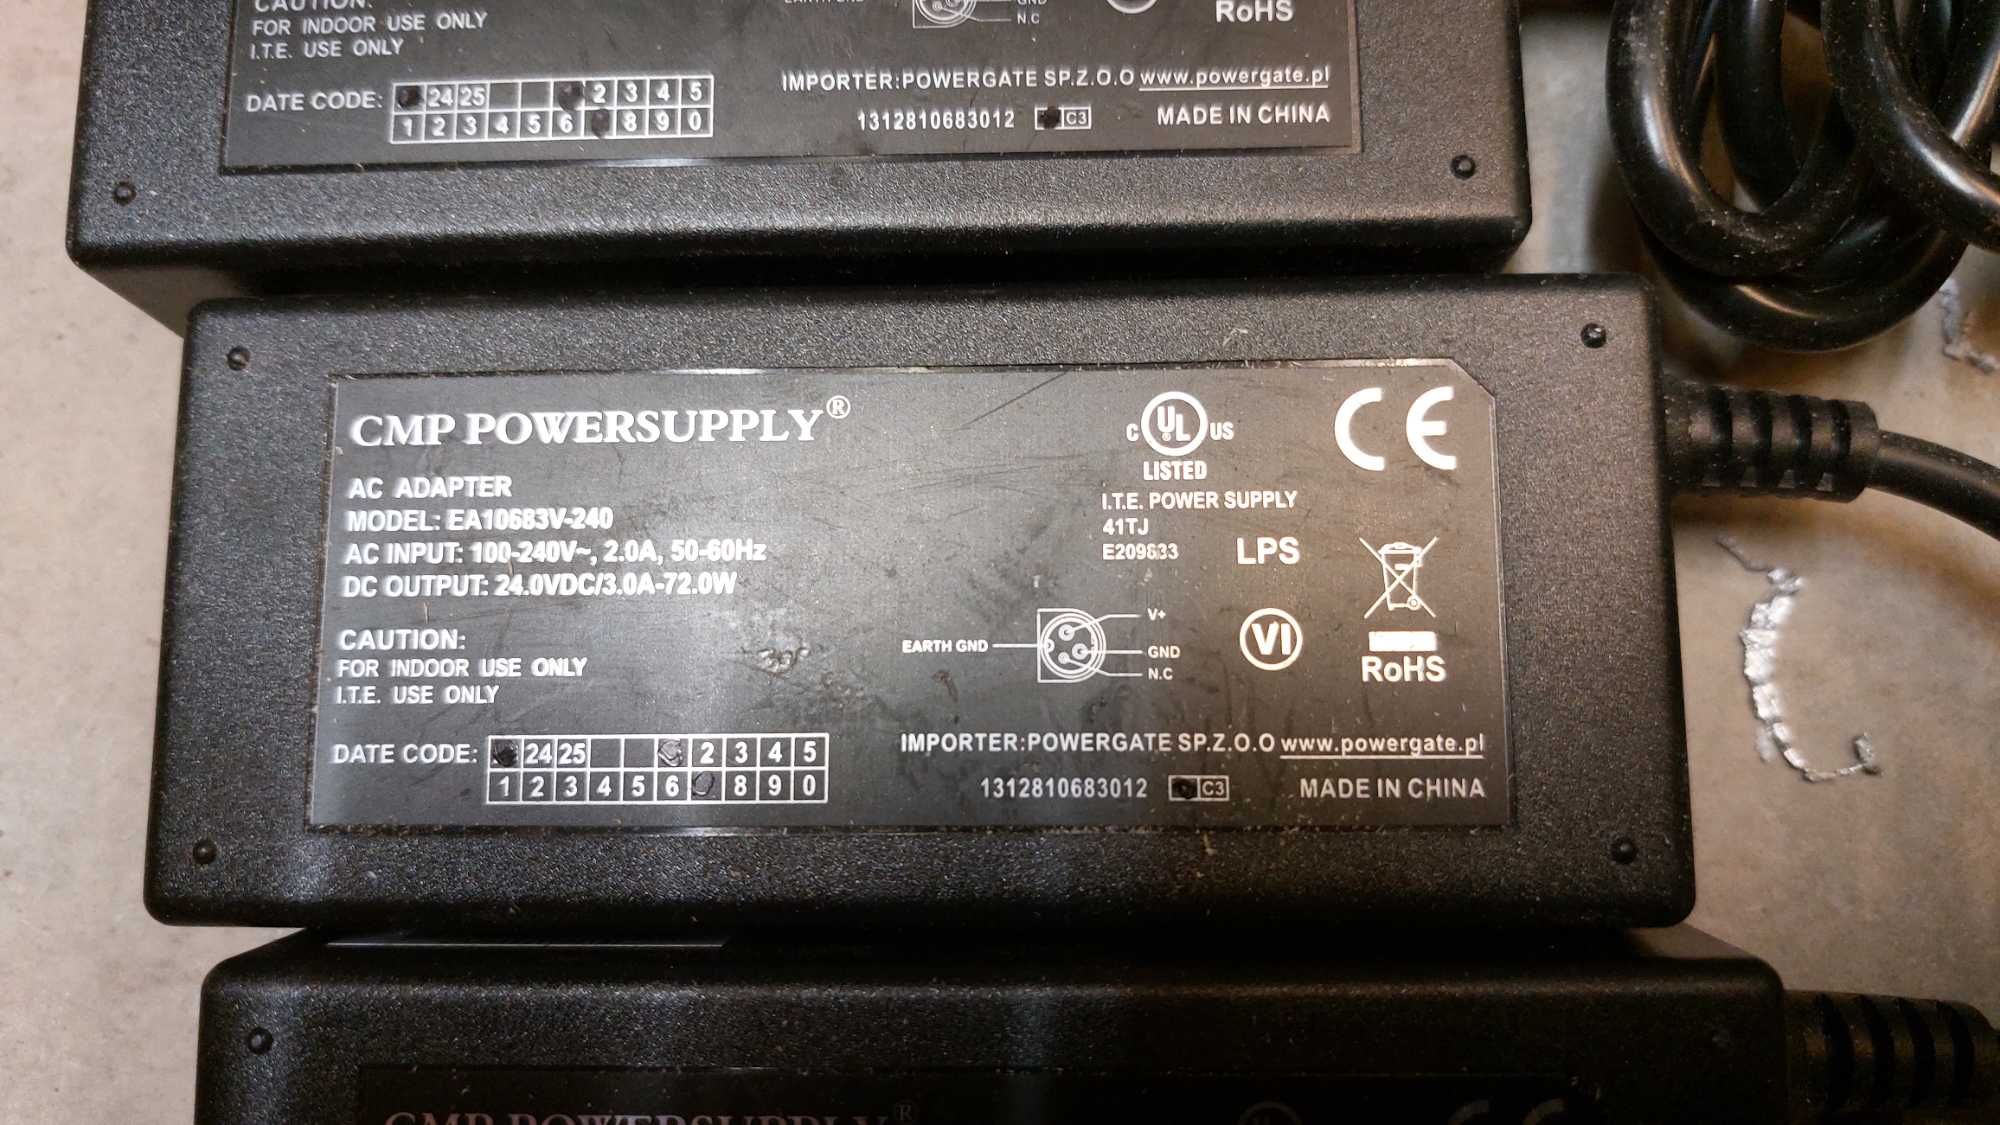 CAUTION:
FOR INDOOR USE ONLY
I.T.E. USE ONLY
DATE CODE: 24 25 2 3 4 5
1 2 3 4 5 6 8 9 0
GND
N.C
RoHS
IMPORTER:POWERGATE SP.Z.O.O www.powergate.pl
1312810683012 C3 MADE IN CHINA
CMP POWERSUPPLY®
AC ADAPTER
MODEL: EA10683V-240
AC INPUT: 100-240V~, 2.0A, 50-60Hz
DC OUTPUT: 24.0VDC/3.0A-72.0W
CAUTION:
FOR INDOOR USE ONLY
I.T.E. USE ONLY
DATE CODE: 24 25 2 3 4 5
1 2 3 4 5 6 8 9 0
C UL US
LISTED
CE
I.T.E. POWER SUPPLY
41TJ
LPS
EARTH GND
V+
GND
N.C
VI
RoHS
IMPORTER:POWERGATE SP.Z.O.O www.powergate.pl
1312810683012 C3 MADE IN CHINA
CMP POWERSUPPLY®